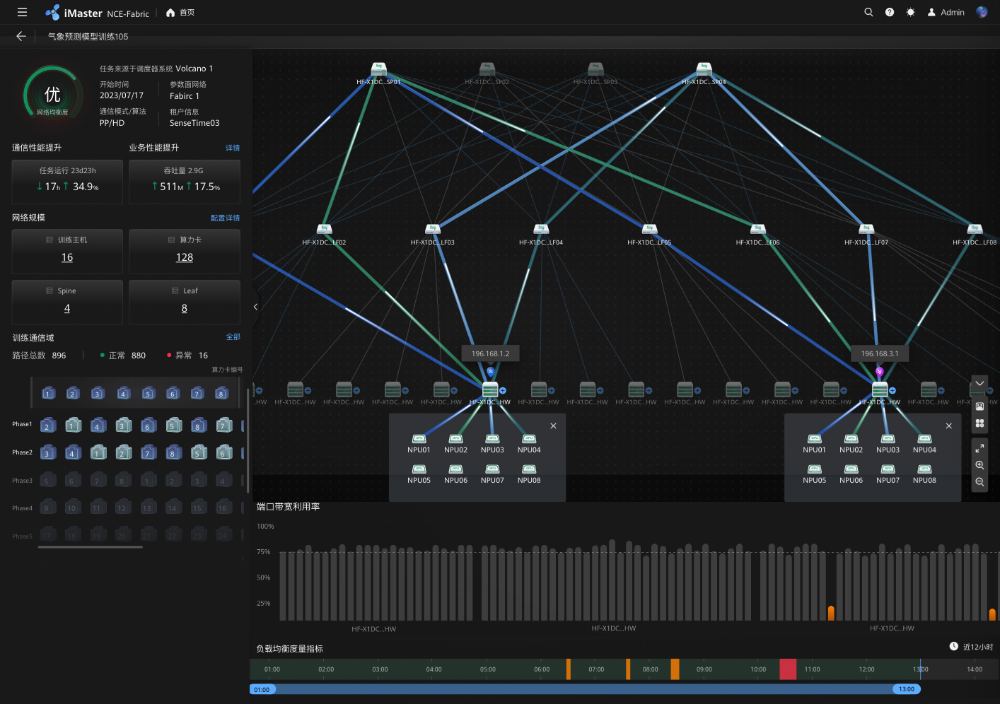 iMaster NCE-Fabric 首页 Admin
气象预测模型训练105
优
网络均衡度
任务来源于调度器系统 Volcano 1
开始时间 参数面网络
2023/07/17 Fabirc 1
通信模式/算法 租户信息
PP/HD SenseTime03
通信性能提升 业务性能提升 详情
任务运行 23d23h 吞吐量 2.9G
↓17h ↑ 34.9% ↑511M ↑17.5%
网络规模 配置详情
训练主机 算力卡
16 128
Spine Leaf
4 8
训练通信域 全部
路径总数 896 正常 880 异常 16
算力卡编号
1 2 3 4 5 6 7 8
Phase1 2 1 4 3 6 5 8 7
Phase2 3 4 1 2 7 8 5 6
Phase3 5 6 7 8 1 2 3 4
Phase4 9 10 11 12 13 14 15 16
Phase5 17 18 19 20 21 22 23 24
HF-X1DC...SP01 HF-X1DC...SP02 HF-X1DC...SP03 HF-X1DC...SP04
HF-X1DC...LF02 HF-X1DC...LF03 HF-X1DC...LF04 HF-X1DC...LF05 HF-X1DC...LF06 HF-X1DC...LF07 HF-X1DC...LF08
196.168.1.2 196.168.3.1
...HW HF-X1DC...HW HF-X1DC...HW HF-X1DC...HW HF-X1DC...HW HF-X1DC...HW HF-X1DC...HW HF-X1DC...HW HF-X1DC...HW HF-X1DC...HW HF-X1DC...HW HF-X1DC...HW HF-X1DC...HW HF-X1DC...HW HF-X1DC...HW HF-X1
GPU GPU GPU GPU GPU GPU GPU GPU
NPU01 NPU02 NPU03 NPU04 NPU01 NPU02 NPU03 NPU04
GPU GPU GPU GPU GPU GPU GPU GPU
NPU05 NPU06 NPU07 NPU08 NPU05 NPU06 NPU07 NPU08
端口带宽利用率
100%
75%
50%
25%
HF-X1DC...HW HF-X1DC...HW HF-X1DC...HW
负载均衡度量指标 近12小时
01:00 02:00 03:00 04:00 05:00 06:00 07:00 08:00 09:00 10:00 11:00 12:00 13:00 14:00
01:00 13:00